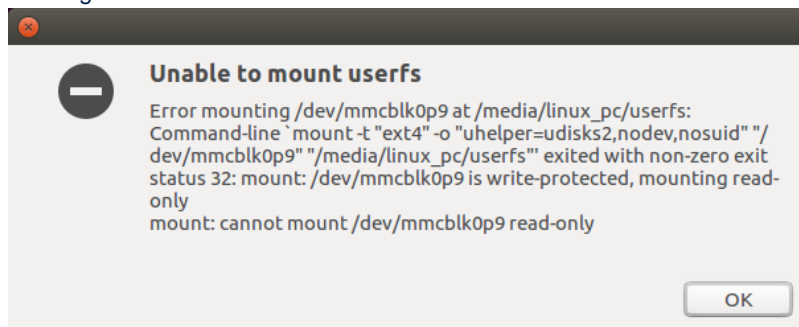 Unable to mount userfs
Error mounting /dev/mmcblk0p9 at /media/linux_pc/userfs:
Command-line `mount -t "ext4" -o "uhelper=udisks2,nodev,nosuid" "/
dev/mmcblk0p9" "/media/linux_pc/userfs"' exited with non-zero exit
status 32: mount: /dev/mmcblk0p9 is write-protected, mounting read-
only
mount: cannot mount /dev/mmcblk0p9 read-only
OK